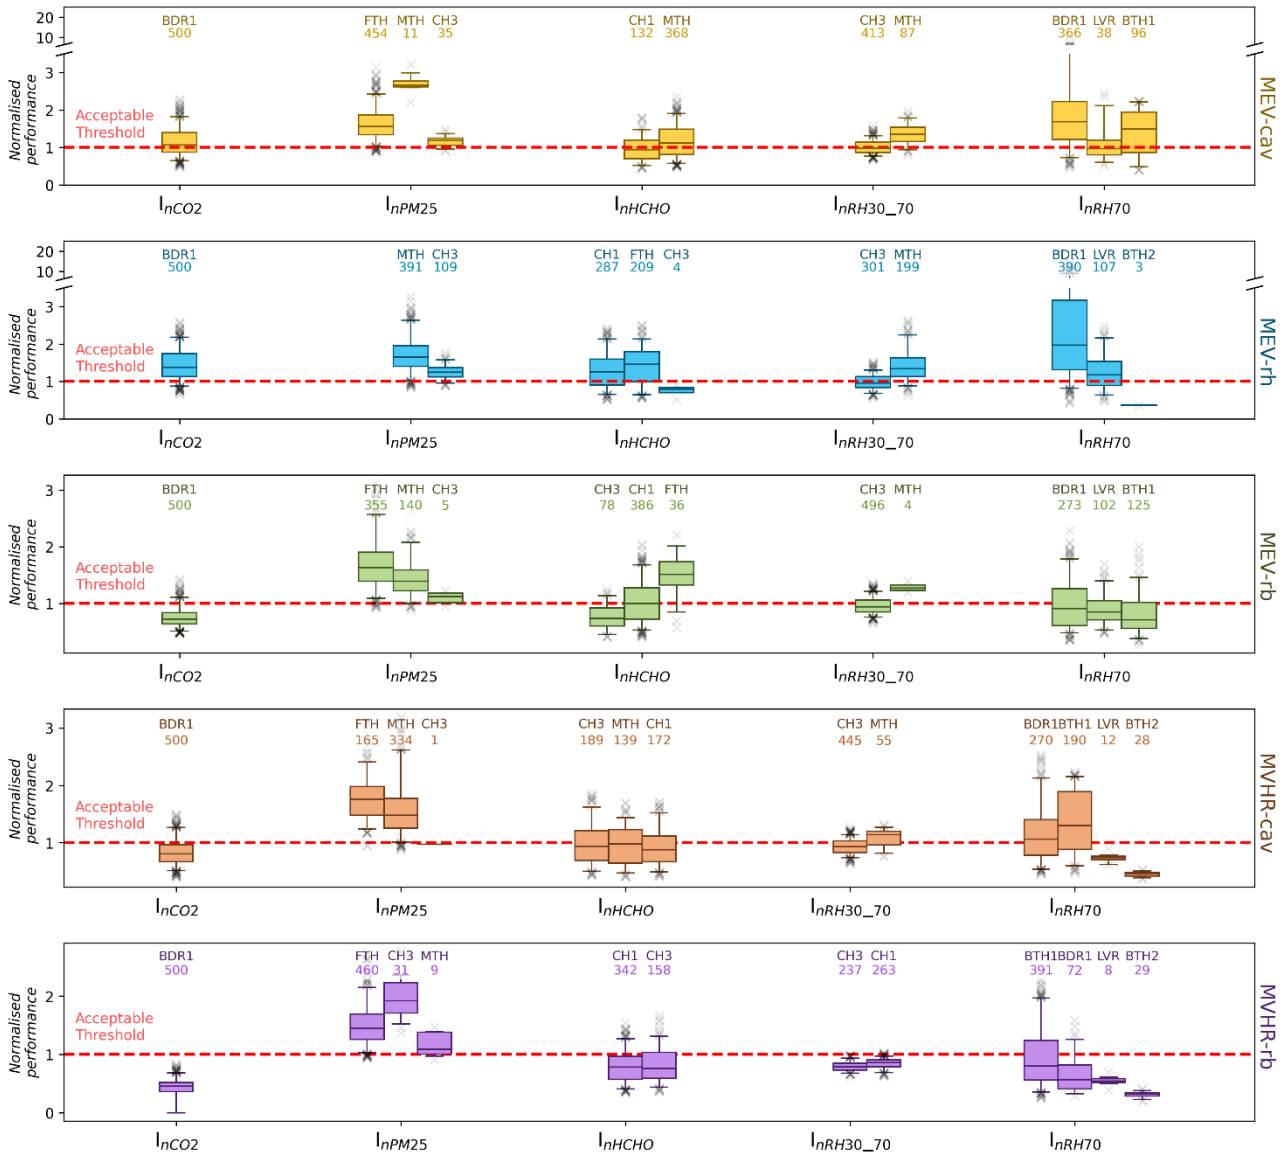 20
10
3
2
1
0
Normalised
performance
Acceptable
Threshold
BDR1
500
FTH MTH CH3
454 11 35
CH1 MTH
132 368
CH3 MTH
413 87
BDR1 LVR BTH1
366 38 96
MEV-cav
InCO2
InPM25
InHCHO
InRH30_70
InRH70
20
10
3
2
1
0
Normalised
performance
Acceptable
Threshold
BDR1
500
MTH CH3
391 109
CH1 FTH CH3
287 209 4
CH3 MTH
301 199
BDR1 LVR BTH2
390 107 3
MEV-rh
InCO2
InPM25
InHCHO
InRH30_70
InRH70
3
2
1
Normalised
performance
Acceptable
Threshold
BDR1
500
FTH MTH CH3
355 140 5
CH3 CH1 FTH
78 386 36
CH3 MTH
496 4
BDR1 LVR BTH1
273 102 125
MEV-rb
InCO2
InPM25
InHCHO
InRH30_70
InRH70
3
2
1
Normalised
performance
Acceptable
Threshold
BDR1
500
FTH MTH CH3
165 334 1
CH3 MTH CH1
189 139 172
CH3 MTH
445 55
BDR1 BTH1 LVR BTH2
270 190 12 28
MVHR-cav
InCO2
InPM25
InHCHO
InRH30_70
InRH70
2
1
0
Normalised
performance
Acceptable
Threshold
BDR1
500
FTH CH3 MTH
460 31 9
CH1 CH3
342 158
CH3 CH1
237 263
BTH1 BDR1 LVR BTH2
391 72 8 29
MVHR-rb
InCO2
InPM25
InHCHO
InRH30_70
InRH70